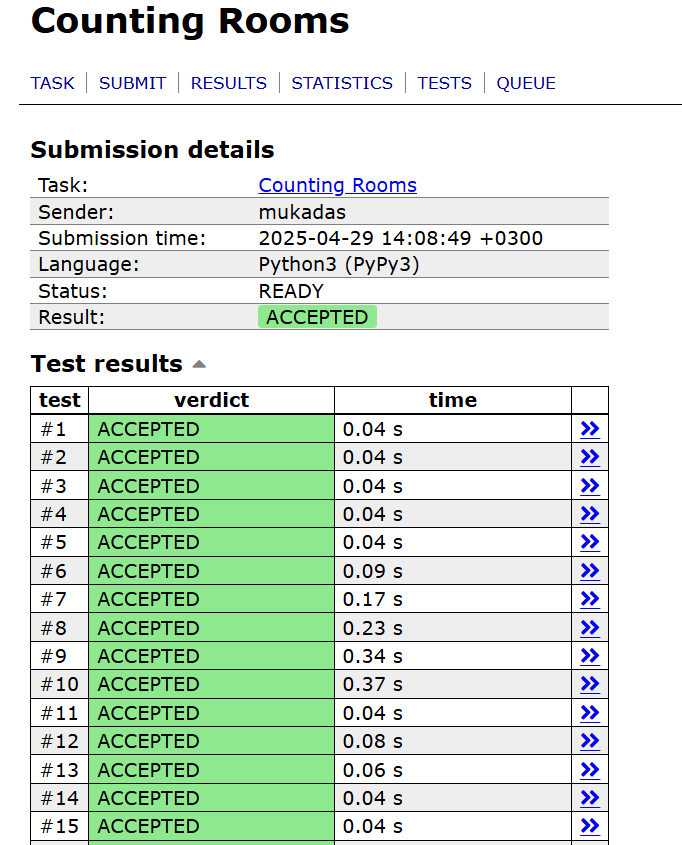 Counting Rooms
TASK | SUBMIT | RESULTS | STATISTICS | TESTS | QUEUE
Submission details
Task: Counting Rooms
Sender: mukadas
Submission time: 2025-04-29 14:08:49 +0300
Language: Python3 (PyPy3)
Status: READY
Result: ACCEPTED
Test results
test verdict time
#1 ACCEPTED 0.04 s »
#2 ACCEPTED 0.04 s »
#3 ACCEPTED 0.04 s »
#4 ACCEPTED 0.04 s »
#5 ACCEPTED 0.04 s »
#6 ACCEPTED 0.09 s »
#7 ACCEPTED 0.17 s »
#8 ACCEPTED 0.23 s »
#9 ACCEPTED 0.34 s »
#10 ACCEPTED 0.37 s »
#11 ACCEPTED 0.04 s »
#12 ACCEPTED 0.08 s »
#13 ACCEPTED 0.06 s »
#14 ACCEPTED 0.04 s »
#15 ACCEPTED 0.04 s »